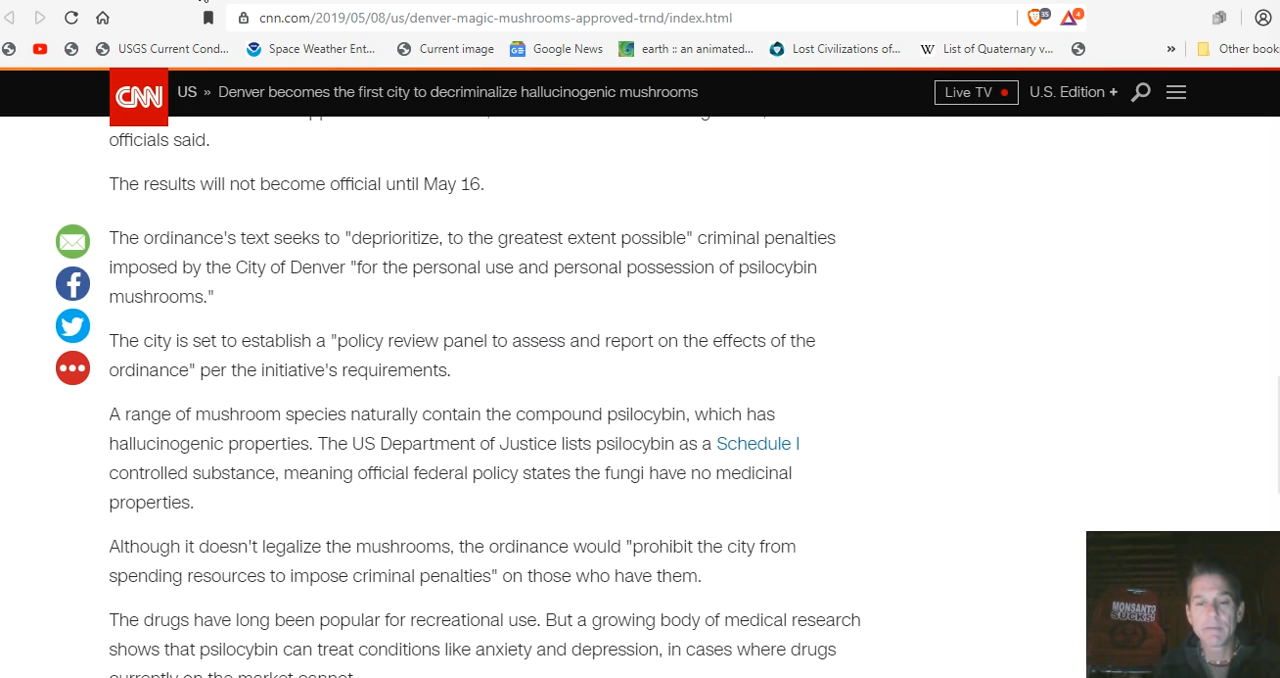 cnn.com/2019/05/08/us/denver-magic-mushrooms-approved-trnd/index.html
35
4
USGS Current Cond...
Space Weather Ent...
Current image
Google News
earth :: an animated...
Lost Civilizations of...
W List of Quaternary v...
»
Other book
CNN
US » Denver becomes the first city to decriminalize hallucinogenic mushrooms
Live TV
U.S. Edition +
officials said.
The results will not become official until May 16.
The ordinance's text seeks to "deprioritize, to the greatest extent possible" criminal penalties
imposed by the City of Denver "for the personal use and personal possession of psilocybin
mushrooms."
The city is set to establish a "policy review panel to assess and report on the effects of the
ordinance" per the initiative's requirements.
A range of mushroom species naturally contain the compound psilocybin, which has
hallucinogenic properties. The US Department of Justice lists psilocybin as a Schedule I
controlled substance, meaning official federal policy states the fungi have no medicinal
properties.
Although it doesn't legalize the mushrooms, the ordinance would "prohibit the city from
spending resources to impose criminal penalties" on those who have them.
The drugs have long been popular for recreational use. But a growing body of medical research
shows that psilocybin can treat conditions like anxiety and depression, in cases where drugs
currently on the market cannot.
MONSANTO
SUCKS!